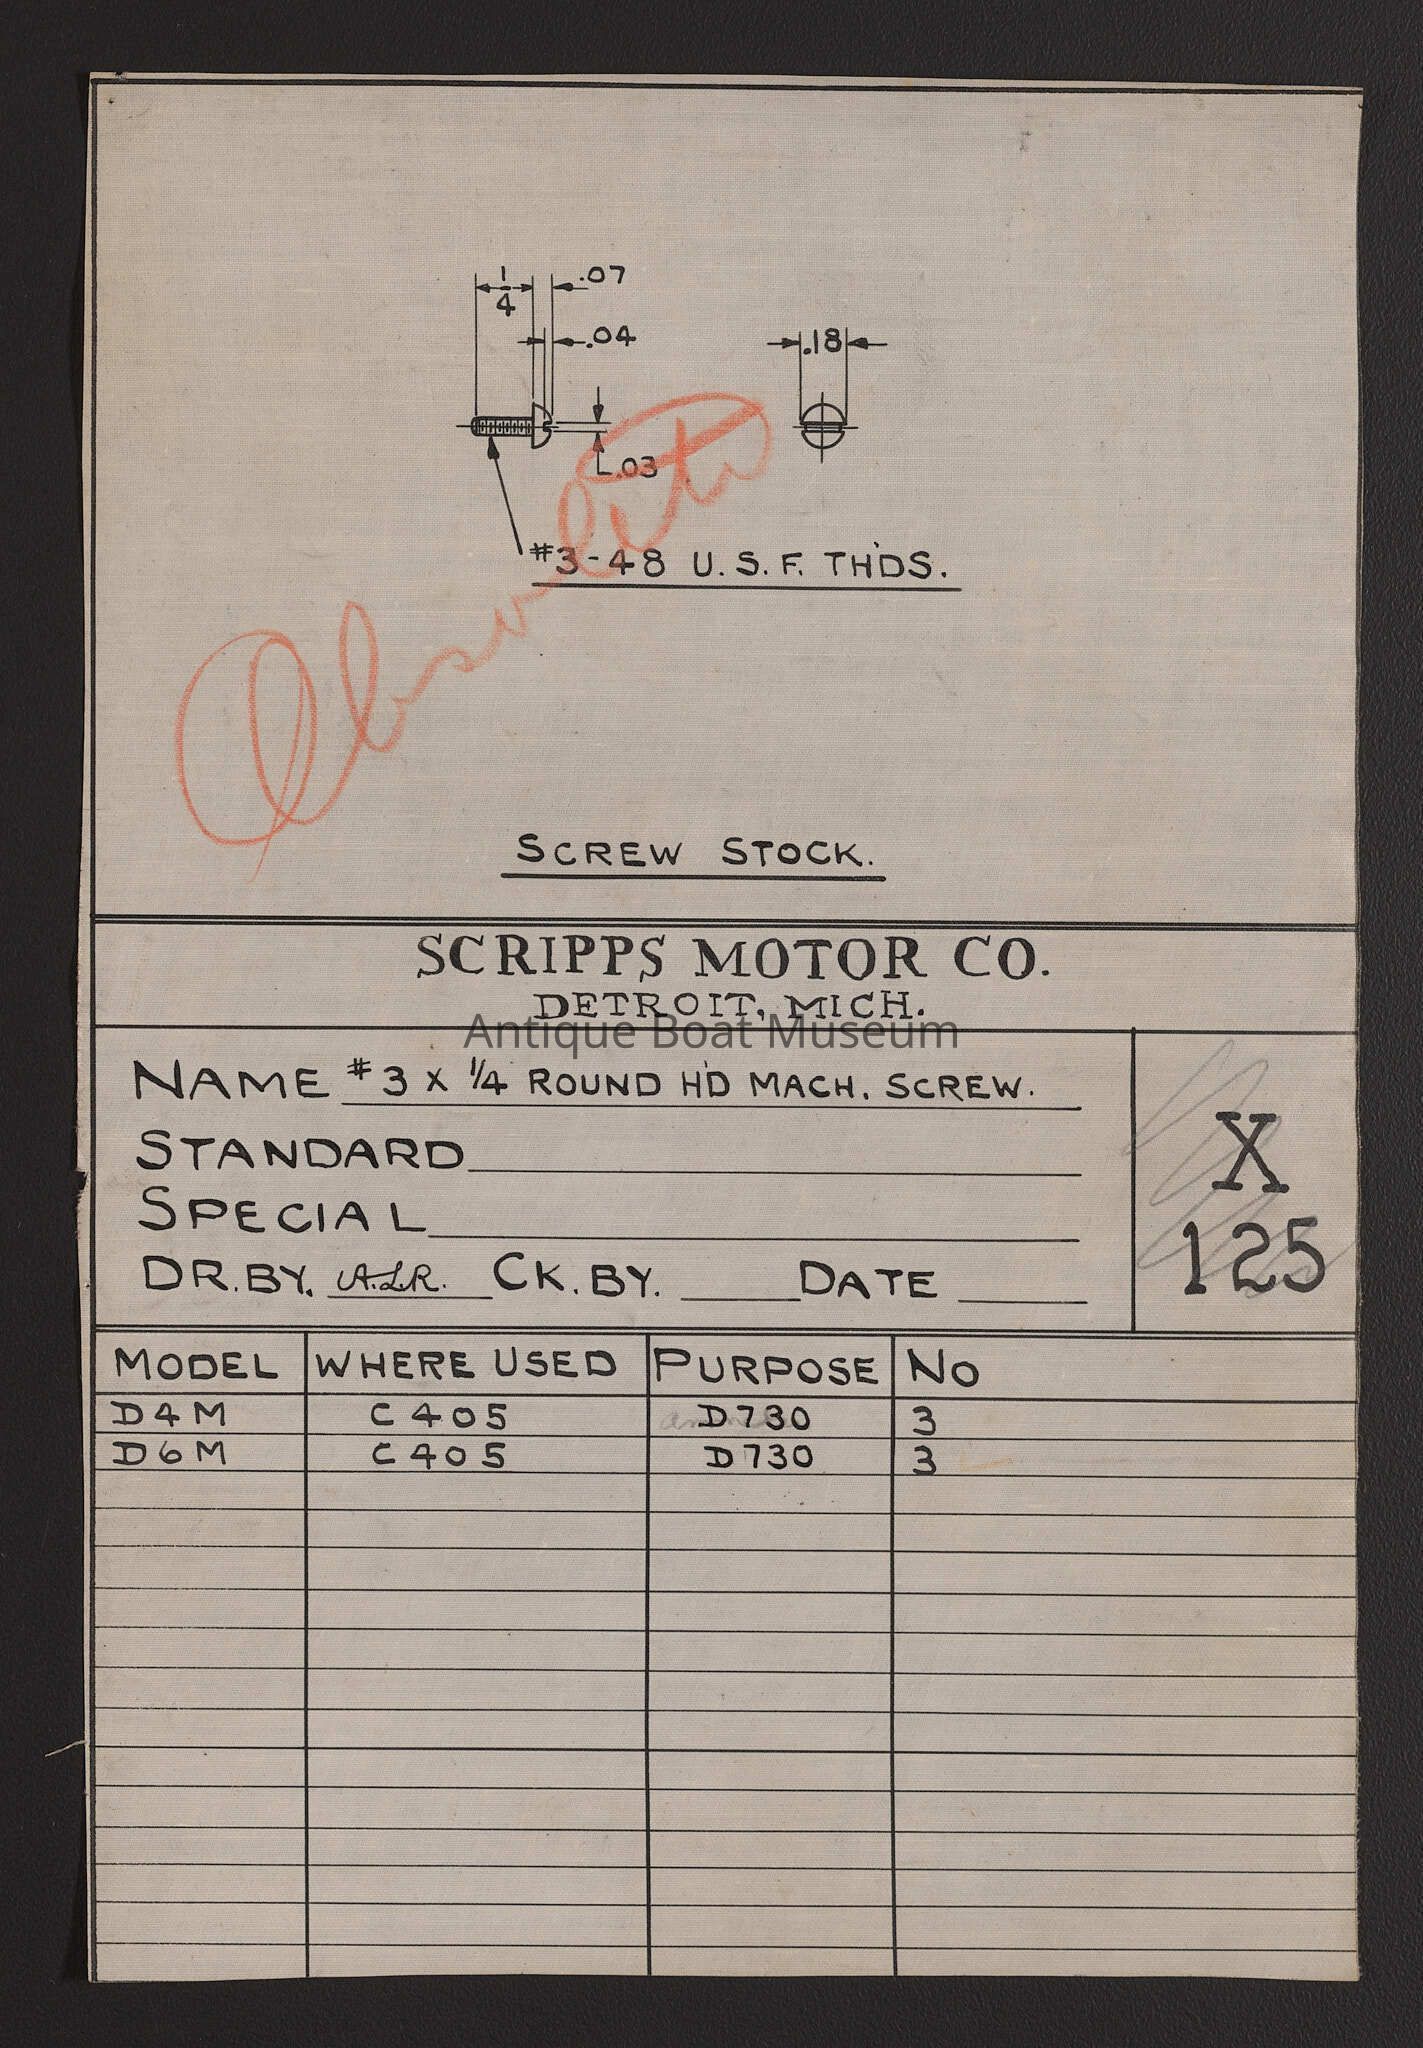 1/4 .07
.04
.18
.03
#3-48 U.S.F. TH'DS.
Obsolete
SCREW STOCK.
SCRIPPS MOTOR CO.
DETROIT, MICH.
Antique Boat Museum
NAME #3 x 1/4 ROUND H'D MACH. SCREW.
STANDARD
SPECIAL
DR.BY. A.L.R. CK.BY. DATE
X
125
MODEL WHERE USED PURPOSE NO
D4M C405 D730 3
D6M C405 D730 3